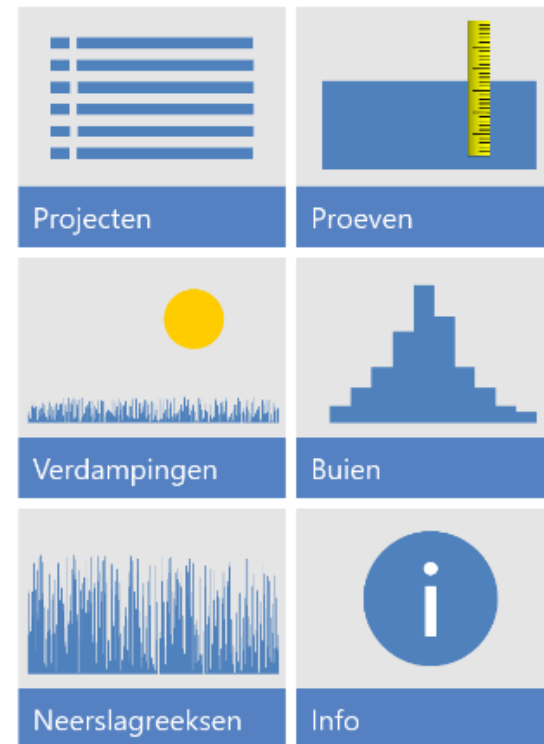 Projecten
Proeven
Verdampingen
Buien
Neerslagreeksen
Info